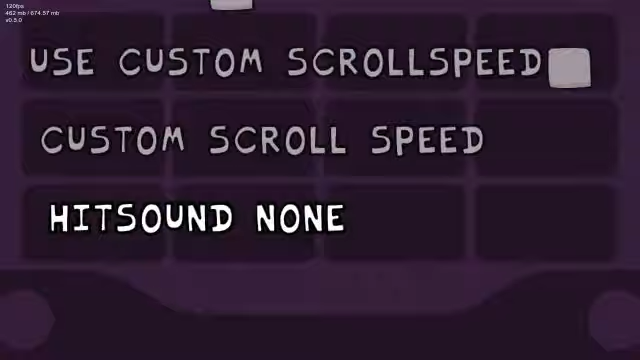 120fps
462 mb / 674.57 mb
v0.5.0
USE CUSTOM SCROLLSPEED
CUSTOM SCROLL SPEED
HITSOUND NONE